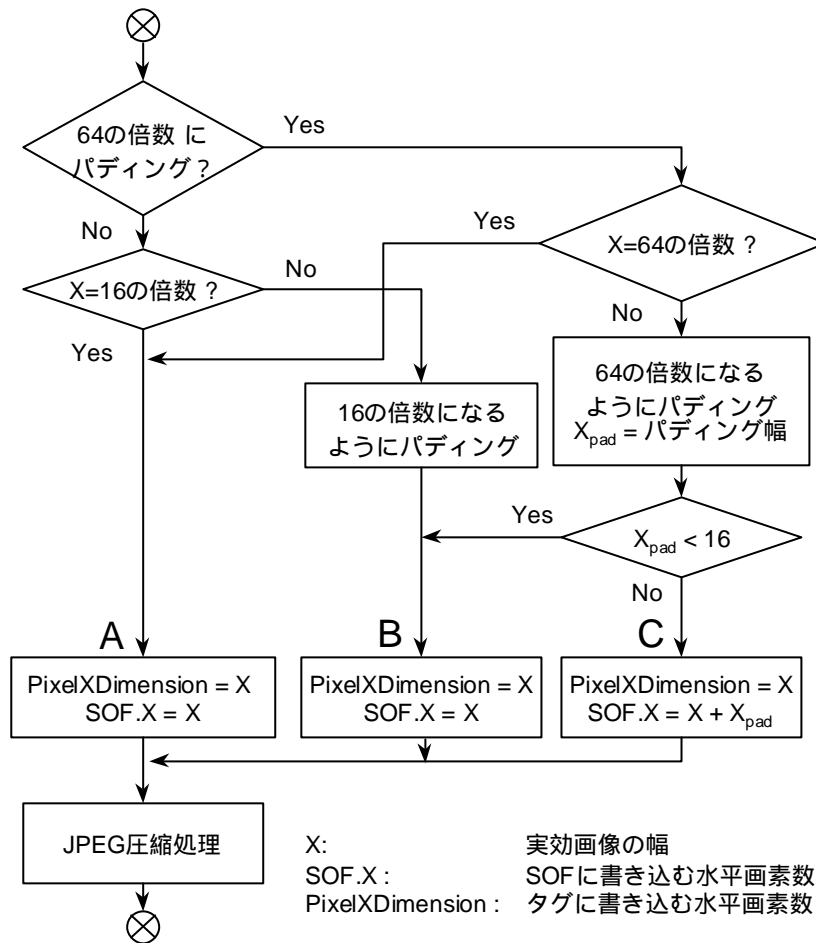 64の倍数 に
パディング？
Yes
No
X=64の倍数 ?
Yes
No
X=16の倍数 ?
No
Yes
64の倍数になる
ようにパディング
Xpad = パディング幅
16の倍数になる
ようにパディング
Xpad < 16
Yes
No
A
B
C
PixelXDimension = X
SOF.X = X
PixelXDimension = X
SOF.X = X
PixelXDimension = X
SOF.X = X + Xpad
JPEG圧縮処理
X: 実効画像の幅
SOF.X : SOFに書き込む水平画素数
PixelXDimension : タグに書き込む水平画素数